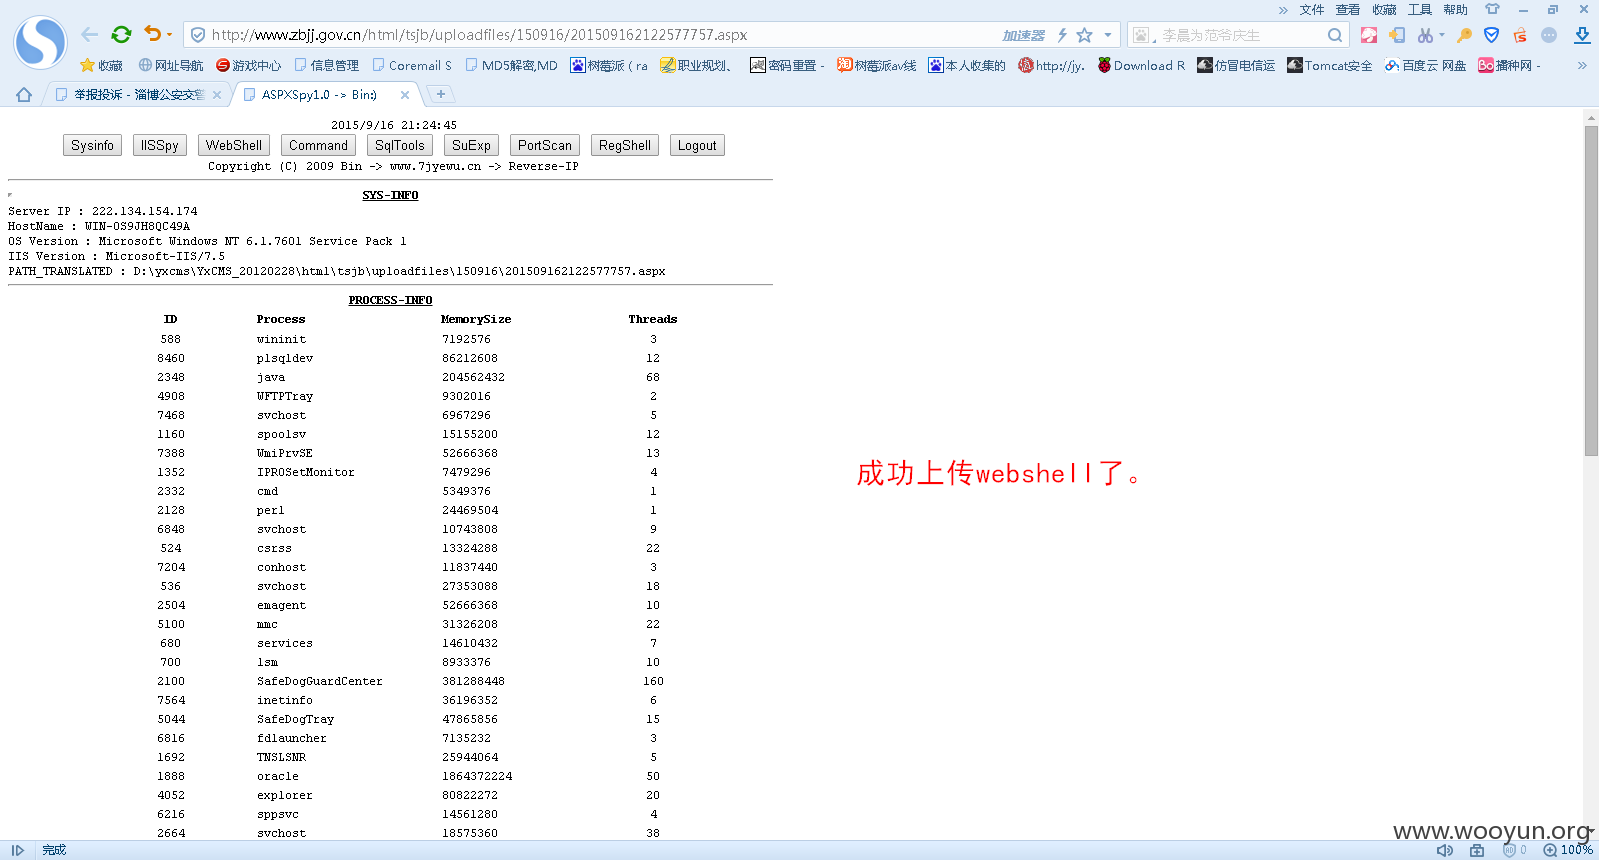 » 文件 查看 收藏 工具 帮助
http://www.zbjj.gov.cn/html/tsjb/uploadfiles/150916/201509162122577757.aspx 加速器 李晨为范爷庆生
收藏 网址导航 游戏中心 信息管理 Coremail S MD5解密,MD 树莓派（ra 职业规划、 密码重置 - 树莓派av线 本人收集的 http://jy. Download R 仿冒电信运 Tomcat安全 百度云 网盘 播种网 - »
举报投诉 - 淄博公安交警 ASPXSpy1.0 -> Bin:)
2015/9/16 21:24:45
Sysinfo IISSpy WebShell Command SqlTools SuExp PortScan RegShell Logout
Copyright (C) 2009 Bin -> www.7jyewu.cn -> Reverse-IP
SYS-INFO
Server IP : 222.134.154.174
HostName : WIN-OS9JH8QC49A
OS Version : Microsoft Windows NT 6.1.7601 Service Pack 1
IIS Version : Microsoft-IIS/7.5
PATH_TRANSLATED : D:\yxcms\YxCMS_20120228\html\tsjb\uploadfiles\150916\201509162122577757.aspx
PROCESS-INFO
ID Process MemorySize Threads
588 wininit 7192576 3
8460 plsqldev 86212608 12
2348 java 204562432 68
4908 WFTPTray 9302016 2
7468 svchost 6967296 5
1160 spoolsv 15155200 12
7388 WmiPrvSE 52666368 13
1352 IPROSetMonitor 7479296 4
成功上传webshell了。
2332 cmd 5349376 1
2128 perl 24469504 1
6848 svchost 10743808 9
524 csrss 13324288 22
7204 conhost 11837440 3
536 svchost 27353088 18
2504 emagent 52666368 10
5100 mmc 31326208 22
680 services 14610432 7
700 lsm 8933376 10
2100 SafeDogGuardCenter 381288448 160
7564 inetinfo 36196352 6
5044 SafeDogTray 47865856 15
6816 fdlauncher 7135232 3
1692 TNSLSNR 25944064 5
1888 oracle 1864372224 50
4052 explorer 80822272 20
6216 sppsvc 14561280 4
2664 svchost 18575360 38
www.wooyun.org
完成 0 100%